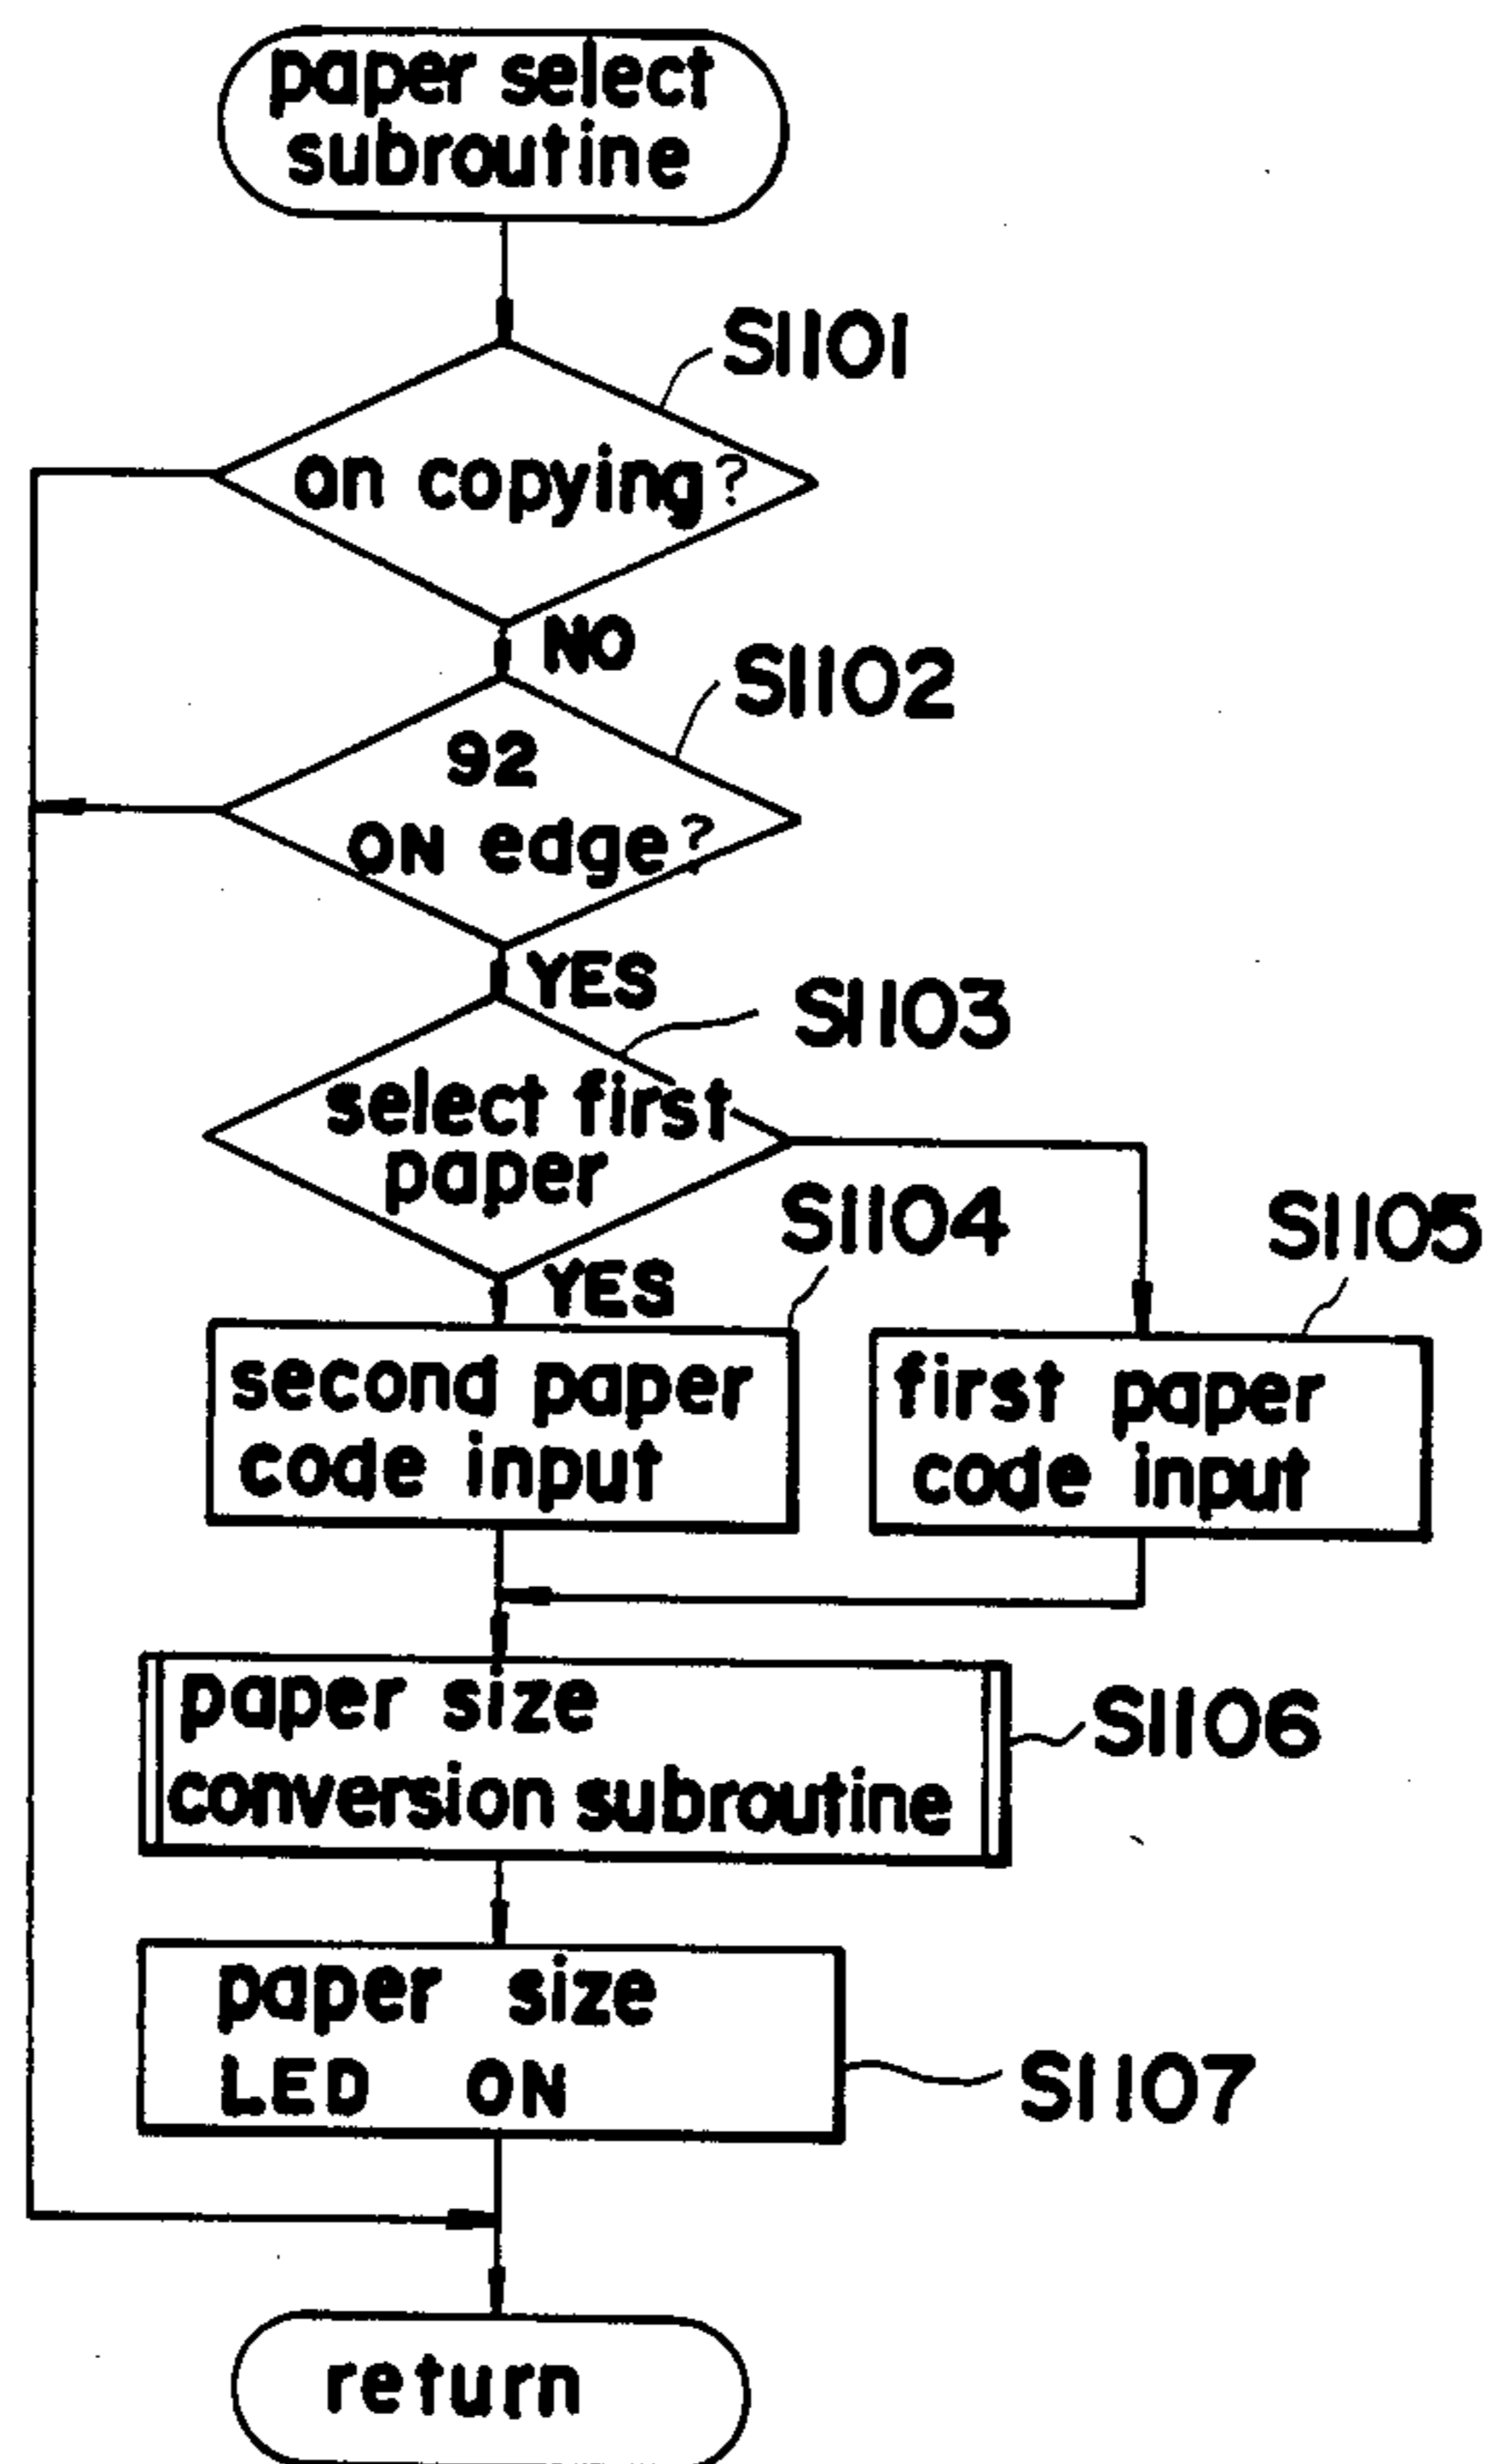 paper select
subroutine
S1101
on copying?
NO
S1102
92
ON edge?
YES
S1103
select first
paper
YES
S1104
S1105
second paper
code input
first paper
code input
paper size
conversion subroutine
S1106
paper size
LED ON
S1107
return